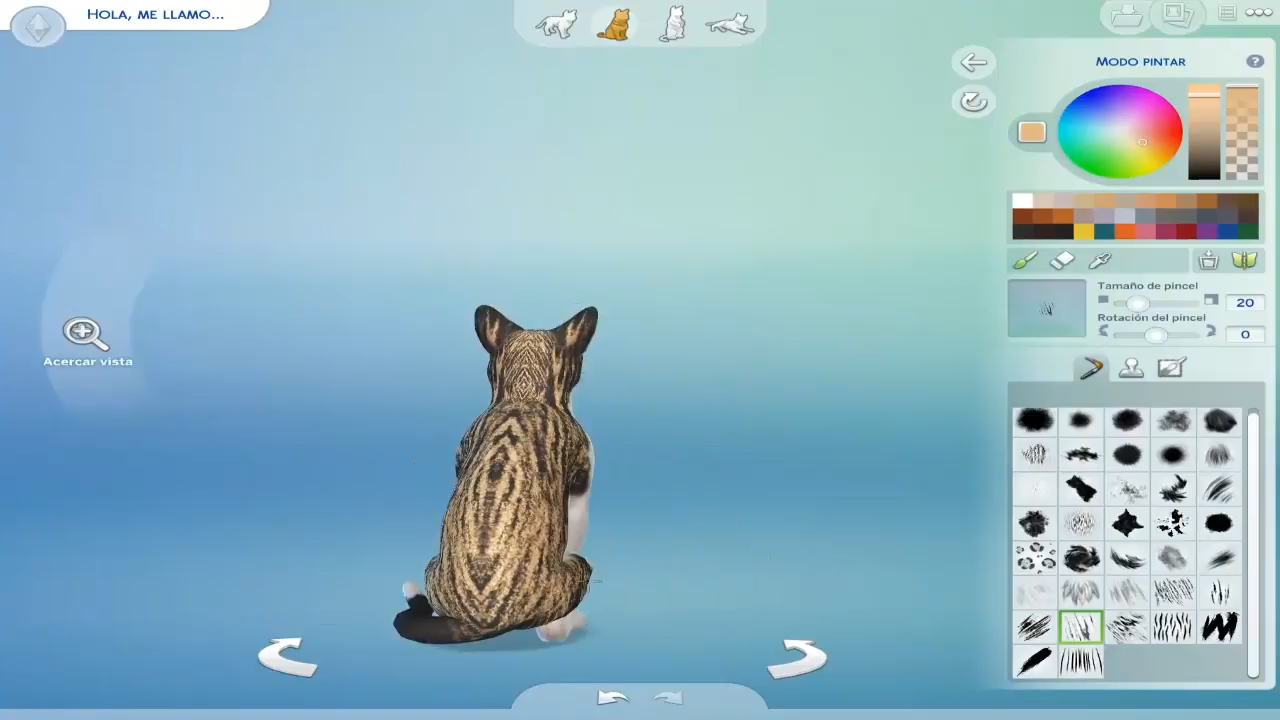 HOLA, ME LLAMO...
MODO PINTAR
?
Tamaño de pincel
20
Rotación del pincel
0
Acercar vista